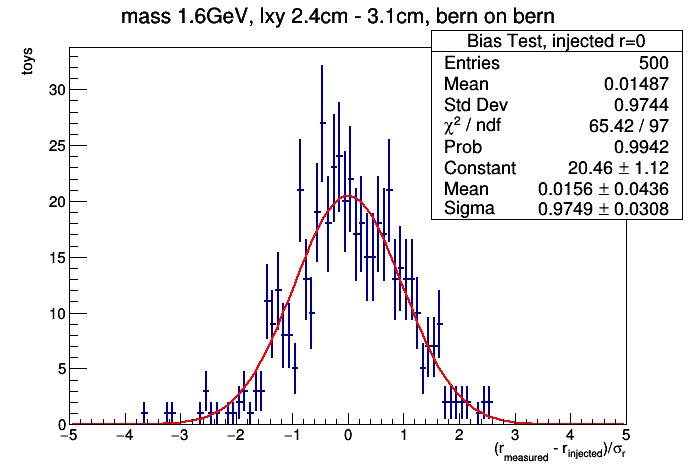 mass 1.6GeV, lxy 2.4cm - 3.1cm, bern on bern
toys
Bias Test, injected r=0
Entries 500
Mean 0.01487
Std Dev 0.9744
χ² / ndf 65.42 / 97
Prob 0.9942
Constant 20.46 ± 1.12
Mean 0.0156 ± 0.0436
Sigma 0.9749 ± 0.0308
30
25
20
15
10
5
0
−5 −4 −3 −2 −1 0 1 2 3 4 5
(r_measured - r_injected)/σ_r